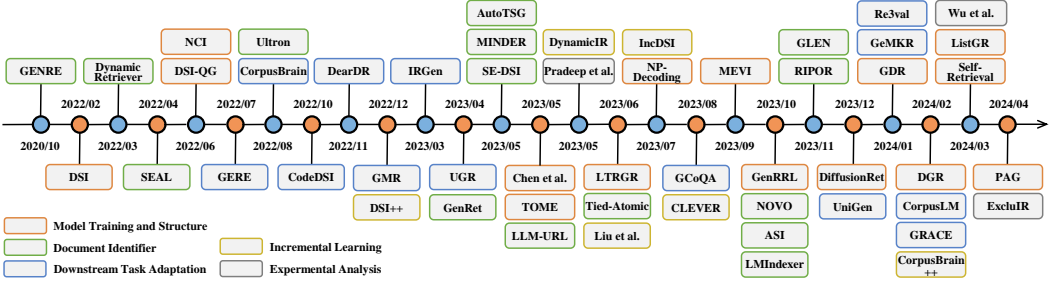 AutoTSG
Re3val
Wu et al.
NCI
Ultron
MINDER
DynamicIR
IncDSI
GLEN
GeMKR
ListGR
GENRE
Dynamic
Retriever
DSI-QG
CorpusBrain
DearDR
IRGen
SE-DSI
Pradeep et al.
NP-
Decoding
MEVI
RIPOR
GDR
Self-
Retrieval
2022/02
2022/04
2022/07
2022/10
2022/12
2023/04
2023/05
2023/06
2023/08
2023/10
2023/12
2024/02
2024/04
2020/10
2022/03
2022/06
2022/08
2022/11
2023/03
2023/05
2023/05
2023/07
2023/09
2023/11
2024/01
2024/03
DSI
SEAL
GERE
CodeDSI
GMR
UGR
Chen et al.
LTRGR
GCoQA
GenRRL
DiffusionRet
DGR
PAG
DSI++
GenRet
TOME
Tied-Atomic
CLEVER
NOVO
UniGen
CorpusLM
ExcluIR
LLM-URL
Liu et al.
ASI
GRACE
LMIndexer
CorpusBrain
++
Model Training and Structure
Document Identifier
Incremental Learning
Downstream Task Adaptation
Expermental Analysis